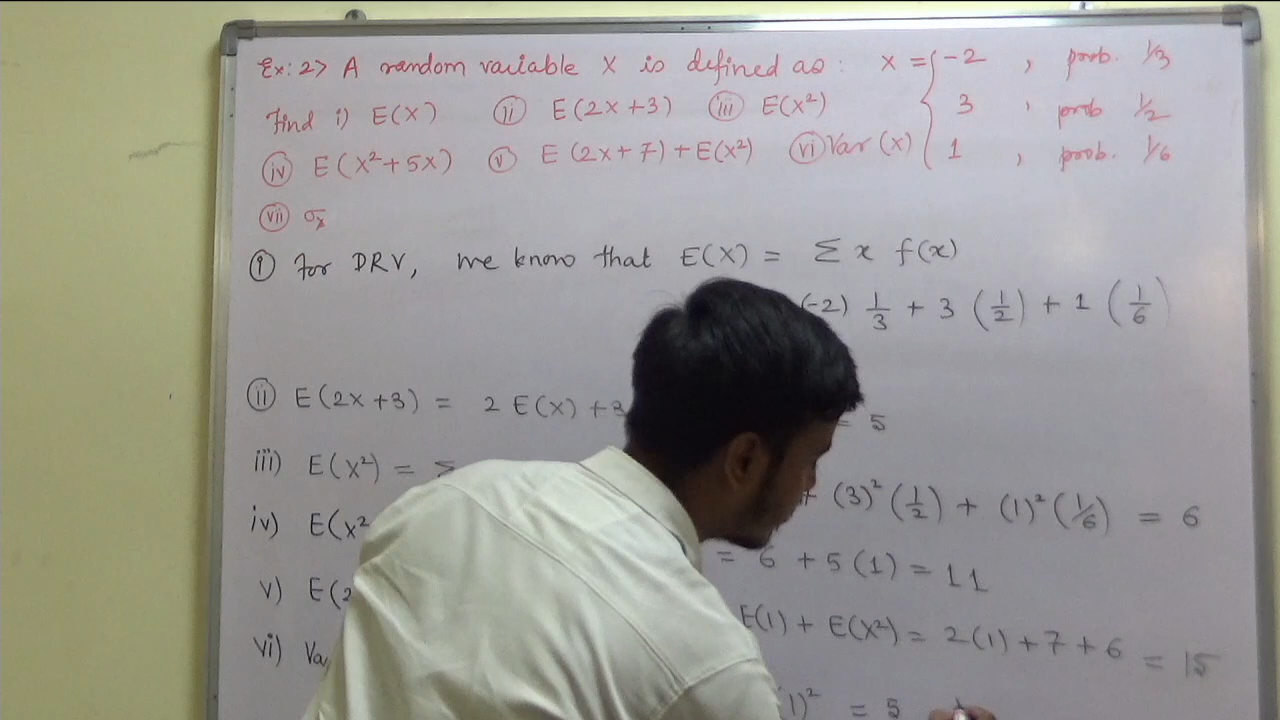 Ex: 2> A random variable X is defined as : X = { -2 , prob. 1/3
Find i) E(X) ii E(2X+3) iii E(X²) 3 , prob 1/2
iv E(X²+5X) v E(2X+7)+E(X²) vi Var(X) 1 , prob. 1/6
vii σx
i For DRV, we know that E(X) = Σ x f(x)
(-2) 1/3 + 3 (1/2) + 1 (1/6)
ii E(2X+3) = 2 E(X) + 3 = 5
iii) E(X²) = Σ + (3)² (1/2) + (1)² (1/6) = 6
iv) E(X² = 6 + 5(1) = 11
v) E(2 E(1) + E(X²) = 2(1) + 7 + 6 = 15
vi) Va 1)² = 5